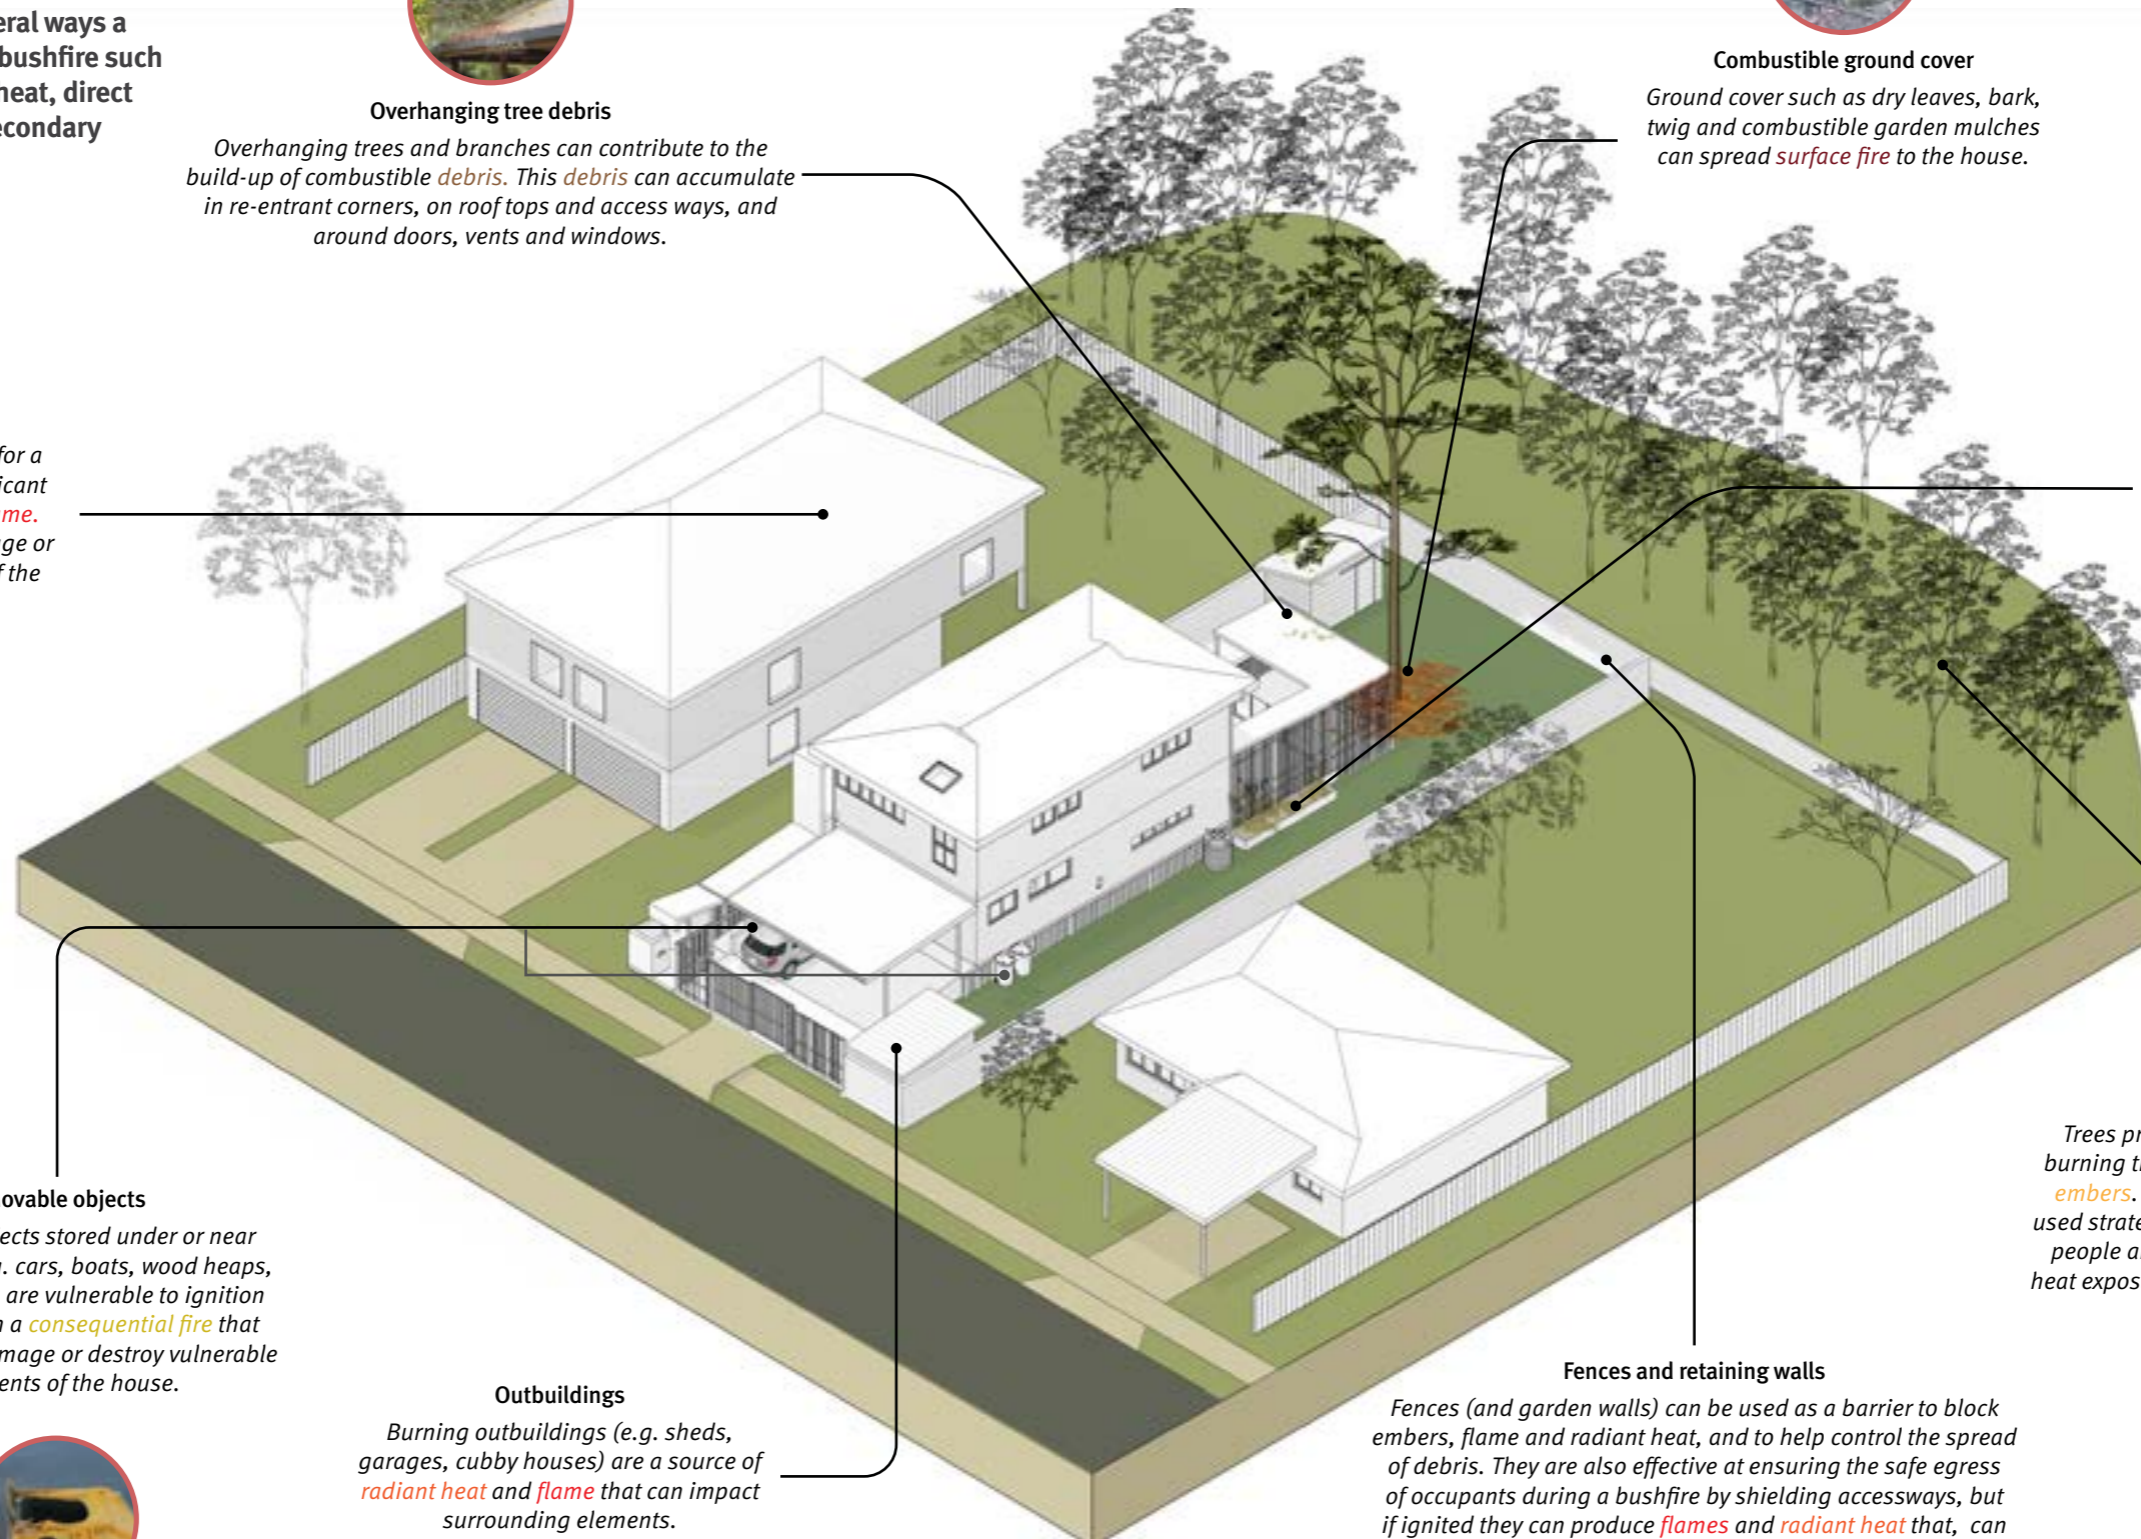 eral ways a
bushfire such
heat, direct
econdary
Overhanging tree debris
Overhanging trees and branches can contribute to the
build-up of combustible debris. This debris can accumulate
in re-entrant corners, on roof tops and access ways, and
around doors, vents and windows.
Combustible ground cover
Ground cover such as dry leaves, bark,
twig and combustible garden mulches
can spread surface fire to the house.
for a
icant
me.
ge or
f the
ovable objects
ects stored under or near
. cars, boats, wood heaps,
are vulnerable to ignition
n a consequential fire that
mage or destroy vulnerable
ents of the house.
Outbuildings
Burning outbuildings (e.g. sheds,
garages, cubby houses) are a source of
radiant heat and flame that can impact
surrounding elements.
Fences and retaining walls
Fences (and garden walls) can be used as a barrier to block
embers, flame and radiant heat, and to help control the spread
of debris. They are also effective at ensuring the safe egress
of occupants during a bushfire by shielding accessways, but
if ignited they can produce flames and radiant heat that, can
Trees pr
burning t
embers.
used strate
people a
heat expos